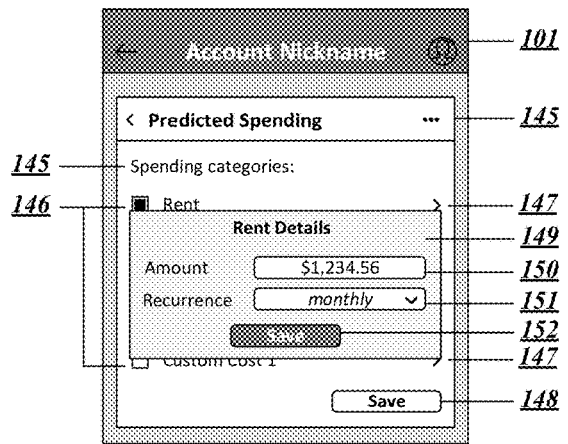 Account Nickname
101
< Predicted Spending ...
145
145
Spending categories:
146
Rent
147
Rent Details
149
Amount $1,234.56
150
Recurrence monthly
151
Save
152
Custom Cost 1
147
Save
148